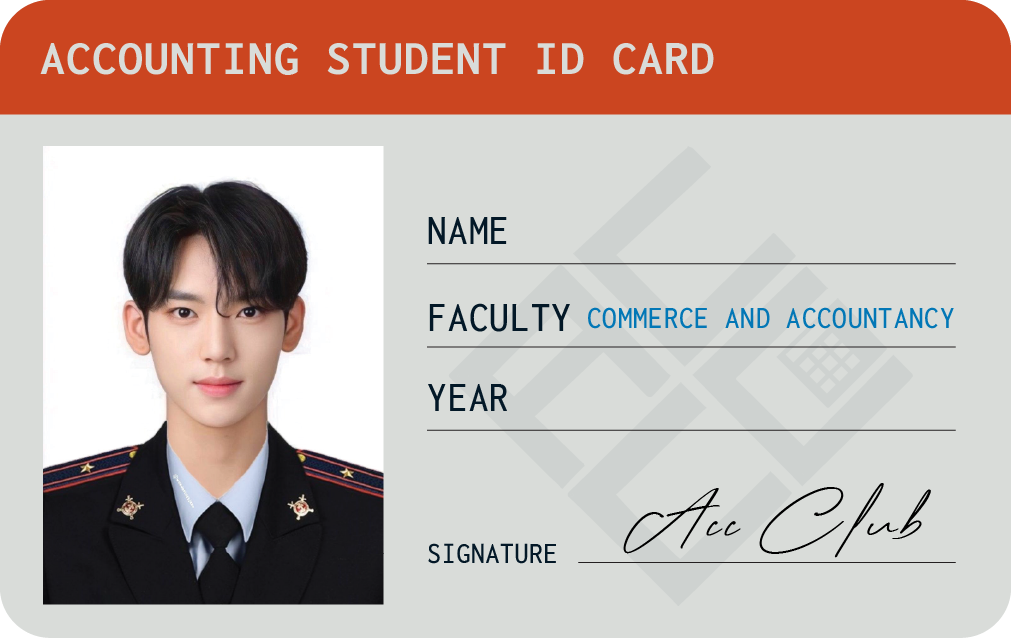 ACCOUNTING STUDENT ID CARD
NAME
FACULTY COMMERCE AND ACCOUNTANCY
YEAR
SIGNATURE Acc Club